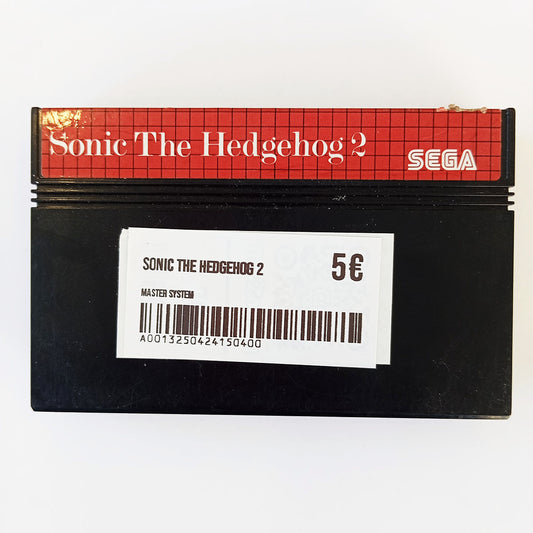 Sonic The Hedgehog 2
SEGA
SONIC THE HEDGEHOG 2
5€
MASTER SYSTEM
A0013250424150400